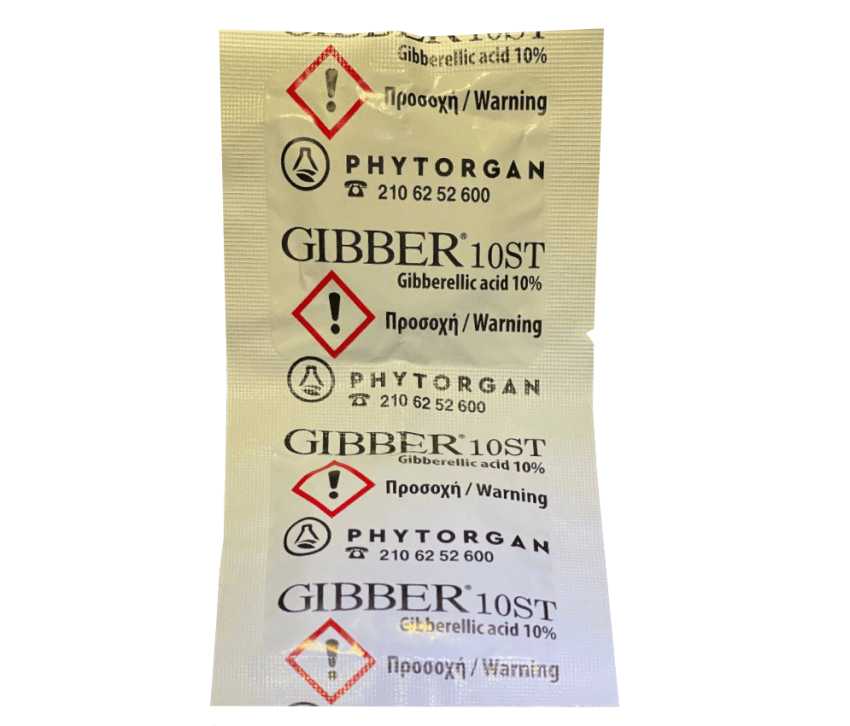 Gibberellic acid 10%
Προσοχή / Warning
PHYTORGAN
☎ 210 62 52 600
GIBBER® 10ST
Gibberellic acid 10%
Προσοχή / Warning
PHYTORGAN
☎ 210 62 52 600
GIBBER® 10ST
Gibberellic acid 10%
Προσοχή / Warning
PHYTORGAN
☎ 210 62 52 600
GIBBER® 10ST
Gibberellic acid 10%
Προσοχή / Warning